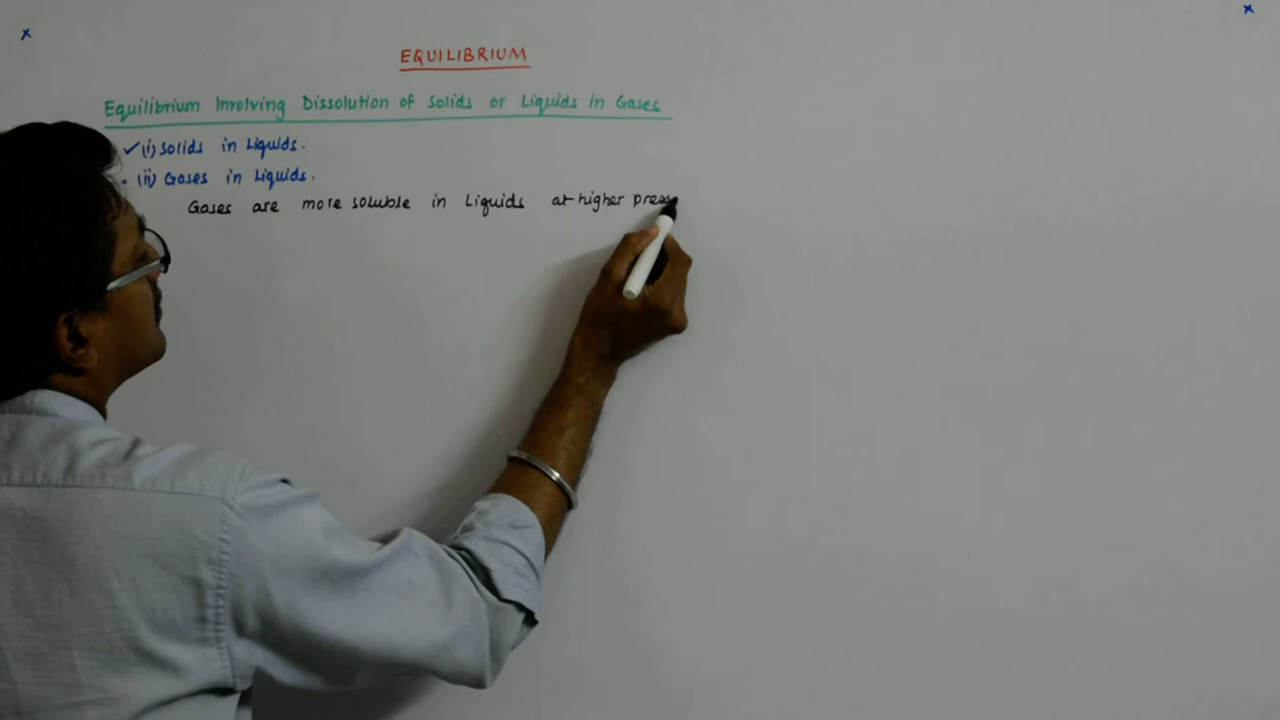 EQUILIBRIUM
Equilibrium Involving Dissolution of Solids or Liquids in Gases
✓(i) Solids in Liquids.
• (ii) Gases in Liquids.
Gases are more soluble in Liquids at higher press